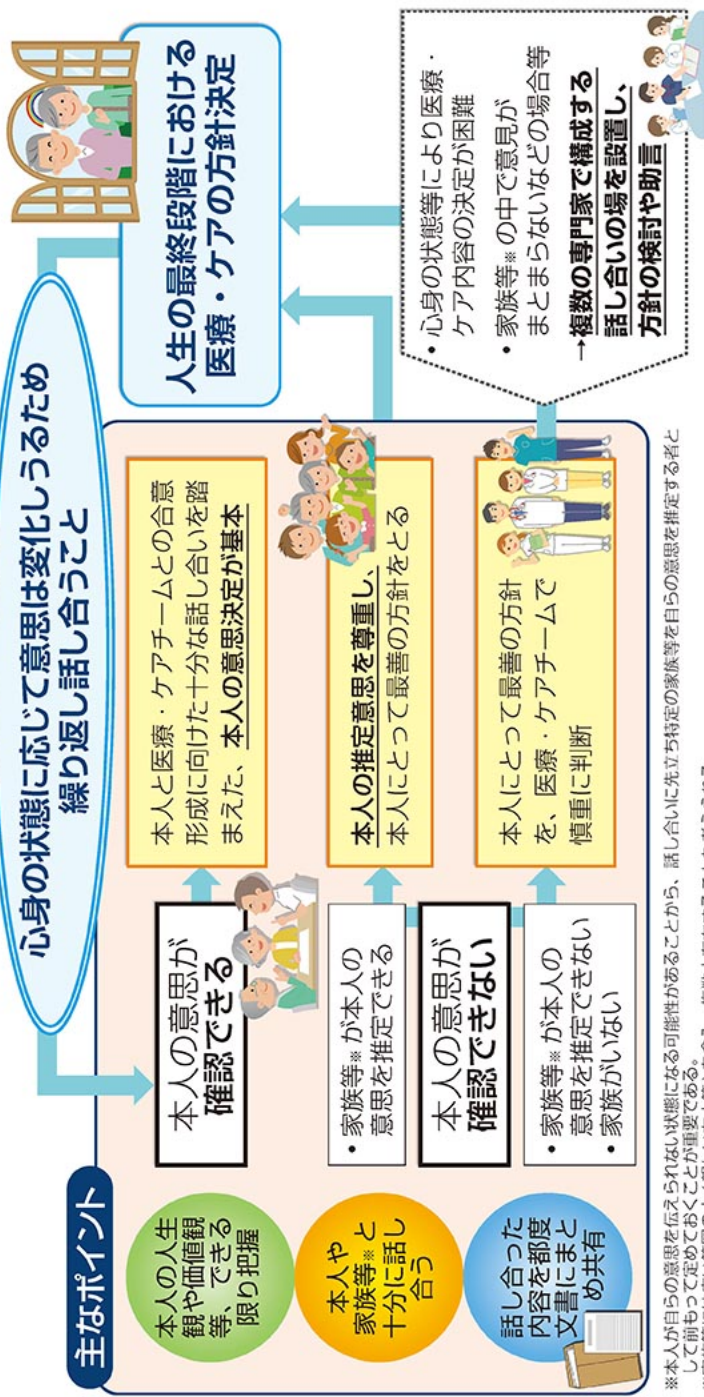 心身の状態に応じて意思は変化しうるため
繰り返し話し合うこと
主なポイント
本人の人生
観や価値観
等、できる
限り把握
本人や
家族等※と
十分に話し
合う
話し合った
内容を都度
文書にまと
め共有
本人の意思が
確認できる
・家族等※が本人の
意思を推定できる
本人の意思が
確認できない
・家族等※が本人の
意思を推定できない
・家族がいない
本人と医療・ケアチームとの合意
形成に向けた十分な話し合いを踏
まえた、本人の意思決定が基本
本人の推定意思を尊重し、
本人にとって最善の方針をとる
本人にとって最善の方針
を、医療・ケアチームで
慎重に判断
人生の最終段階における
医療・ケアの方針決定
・心身の状態等により医療・
ケア内容の決定が困難
・家族等※の中で意見が
まとまらないなどの場合等
→複数の専門家で構成する
話し合いの場を設置し、
方針の検討や助言
※本人が自らの意思を伝えられない状態になる可能性があることから、話し合いに先立ち特定の家族等を自らの意思を推定する者と
して前もって定めておくことが重要である。